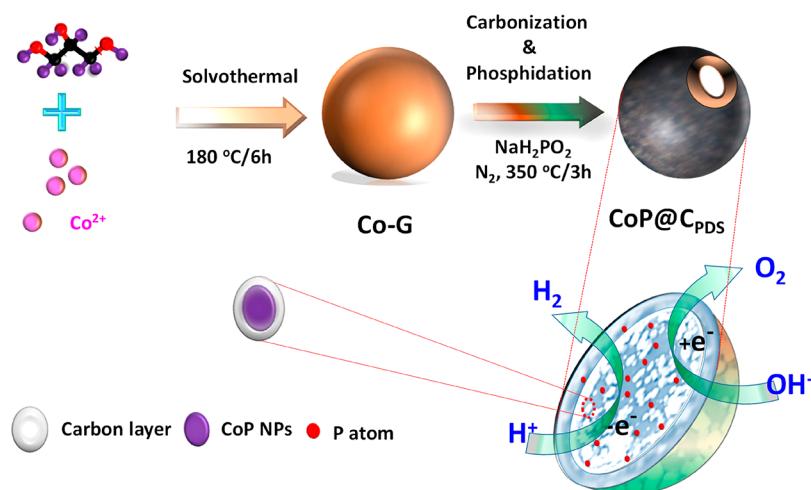 Carbonization
&
Phosphidation
Solvothermal
180 °C/6h
NaH₂PO₂
N₂, 350 °C/3h
Co²⁺
Co-G
CoP@C_PDS
H₂
O₂
+e⁻
OH⁻
H⁺
-e⁻
Carbon layer
CoP NPs
P atom